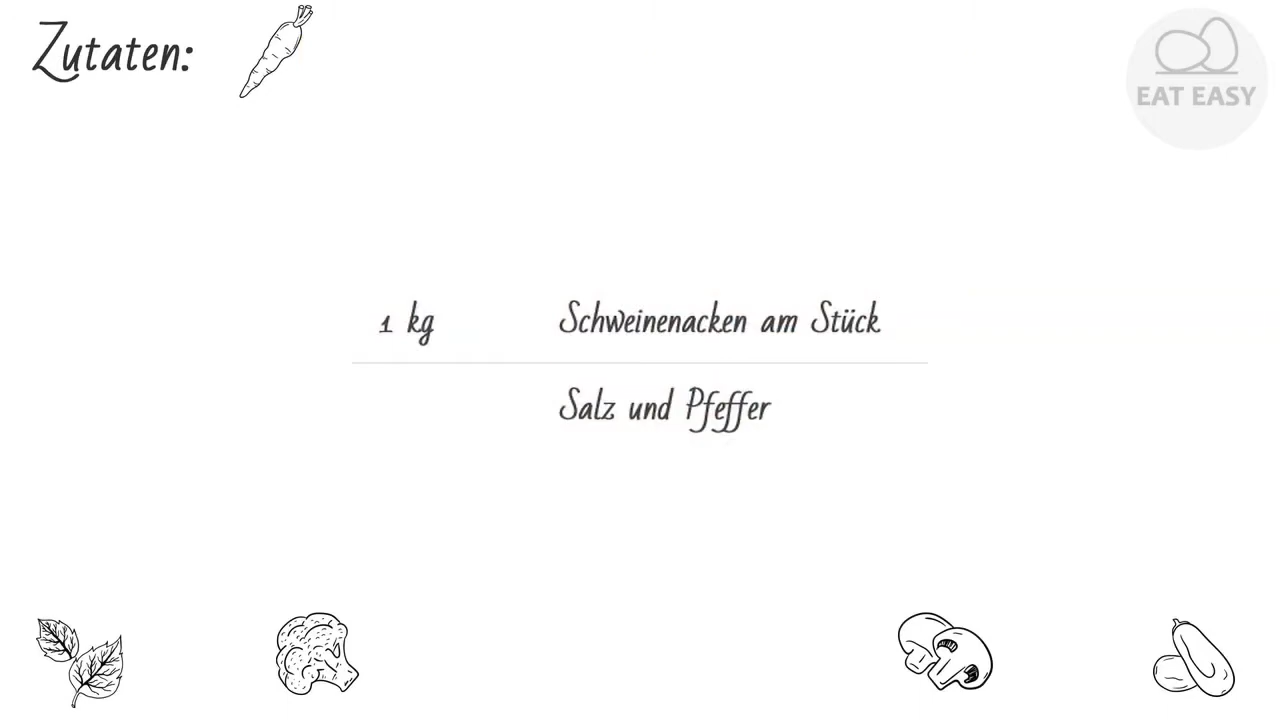 Zutaten:
EAT EASY
1 kg Schweinenacken am Stück
Salz und Pfeffer